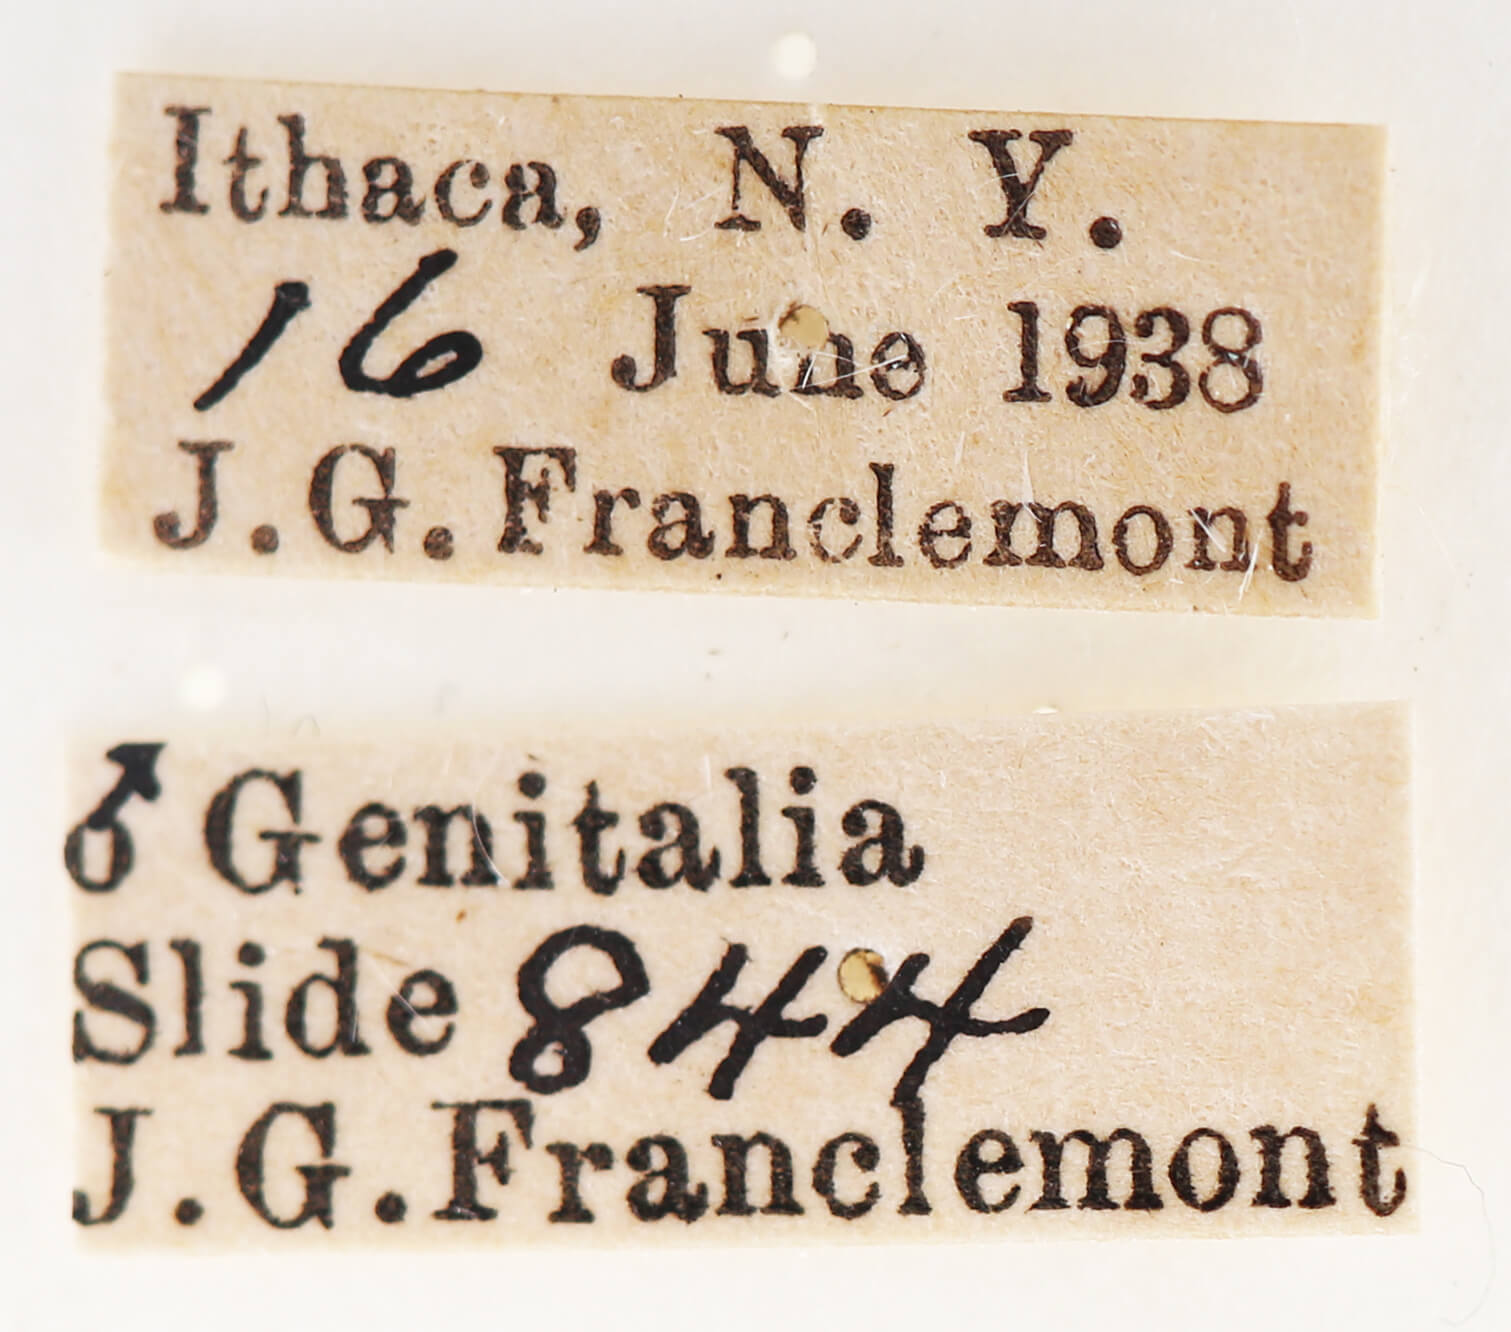 Ithaca, N. Y.
16 June 1938
J. G. Franclemont
♂ Genitalia
Slide 844
J. G. Franclemont